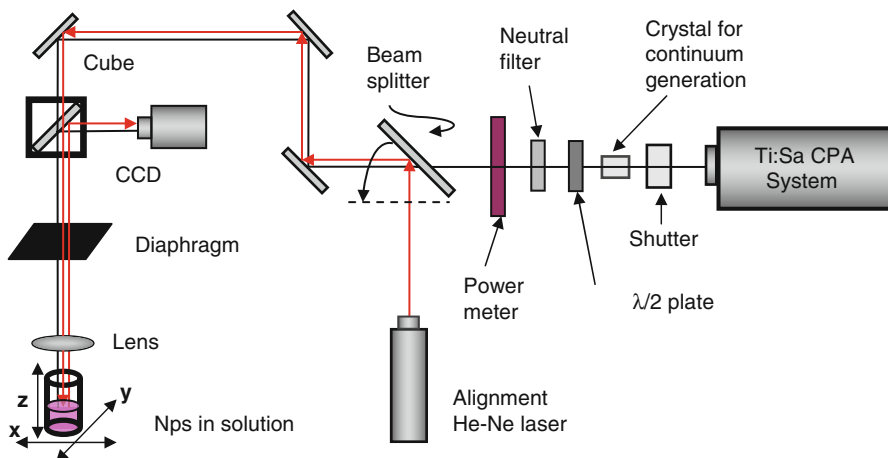 Cube
Beam
splitter
Neutral
filter
Crystal for
continuum
generation
Ti:Sa CPA
System
CCD
Shutter
Diaphragm
Power
meter
λ/2 plate
Lens
z
y
x
Nps in solution
Alignment
He-Ne laser